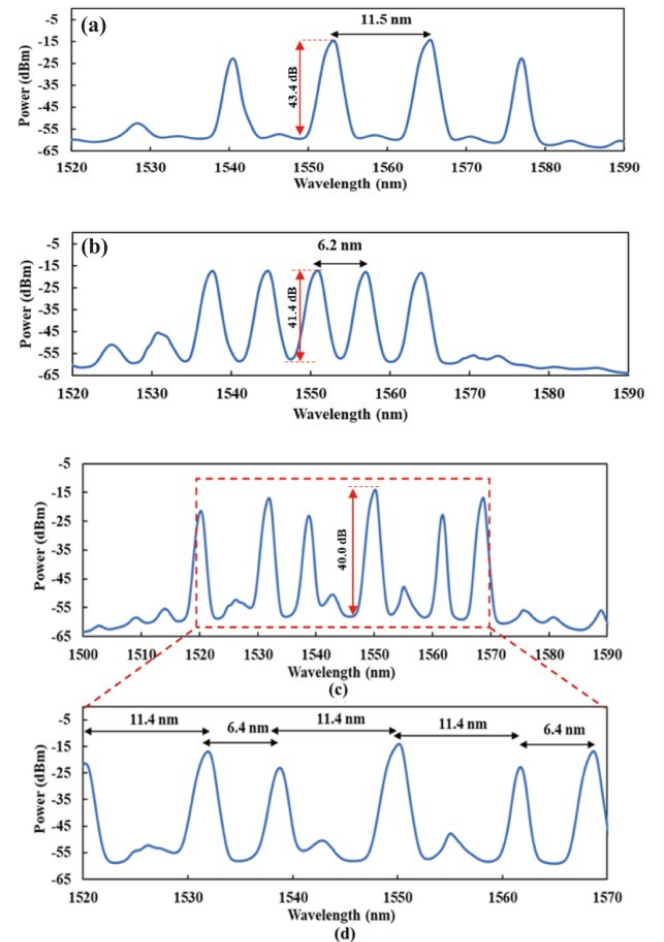 (a)
11.5 nm
43.4 dB
Power (dBm)
-5
-15
-25
-35
-45
-55
-65
1520 1530 1540 1550 1560 1570 1580 1590
Wavelength (nm)
(b)
6.2 nm
41.4 dB
Power (dBm)
-5
-15
-25
-35
-45
-55
-65
1520 1530 1540 1550 1560 1570 1580 1590
Wavelength (nm)
40.0 dB
Power (dBm)
-5
-15
-25
-35
-45
-55
-65
1500 1510 1520 1530 1540 1550 1560 1570 1580 1590
Wavelength (nm)
(c)
11.4 nm 6.4 nm 11.4 nm 11.4 nm 6.4 nm
Power (dBm)
-5
-15
-25
-35
-45
-55
-65
1520 1530 1540 1550 1560 1570
Wavelength (nm)
(d)